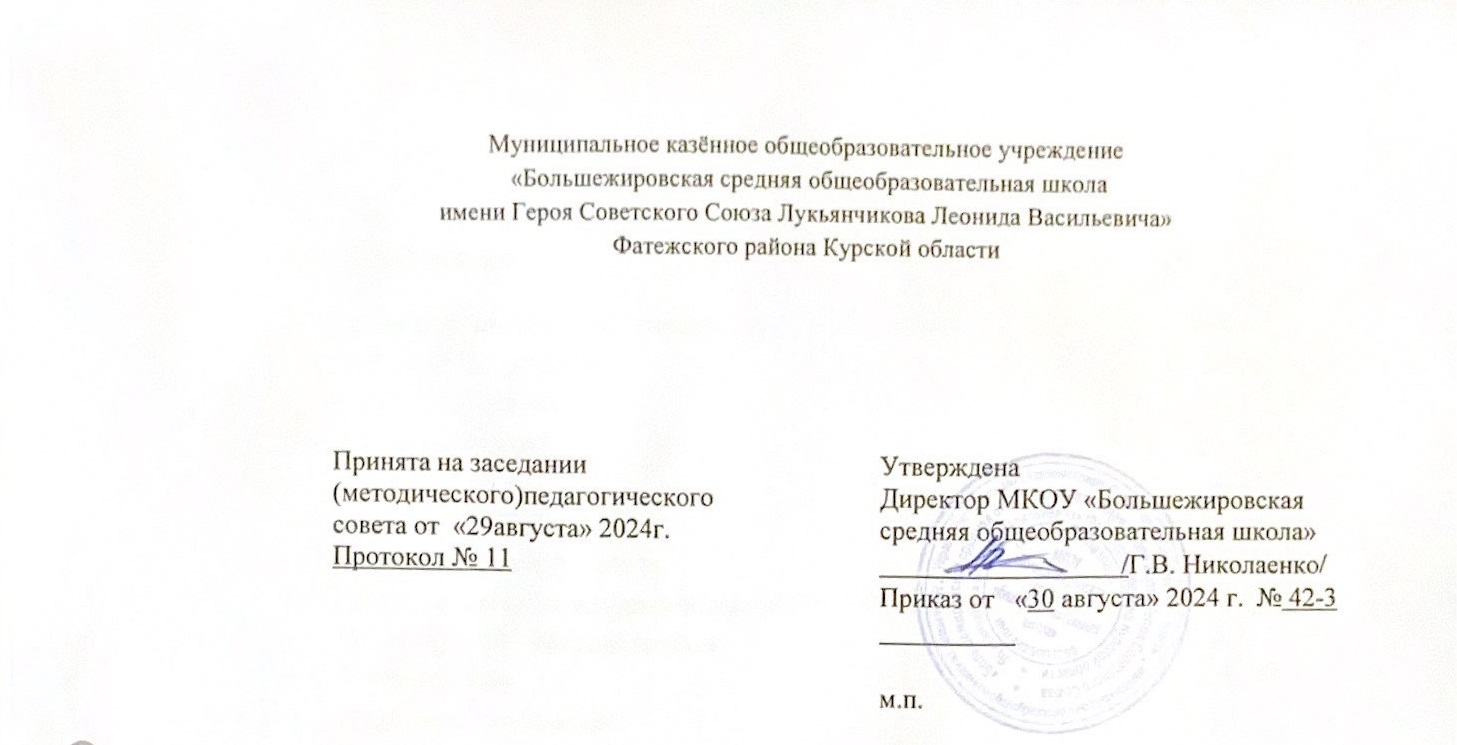 Муниципальное казённое общеобразовательное учреждение
«Большежировская средняя общеобразовательная школа
имени Героя Советского Союза Лукьянчикова Леонида Васильевича»
Фатежского района Курской области
Принята на заседании
(методического)педагогического
совета от «29августа» 2024г.
Протокол № 11
Утверждена
Директор МКОУ «Большежировская
средняя общеобразовательная школа»
/Г.В. Николаенко/
Приказ от «30 августа» 2024 г. № 42-3
м.п.